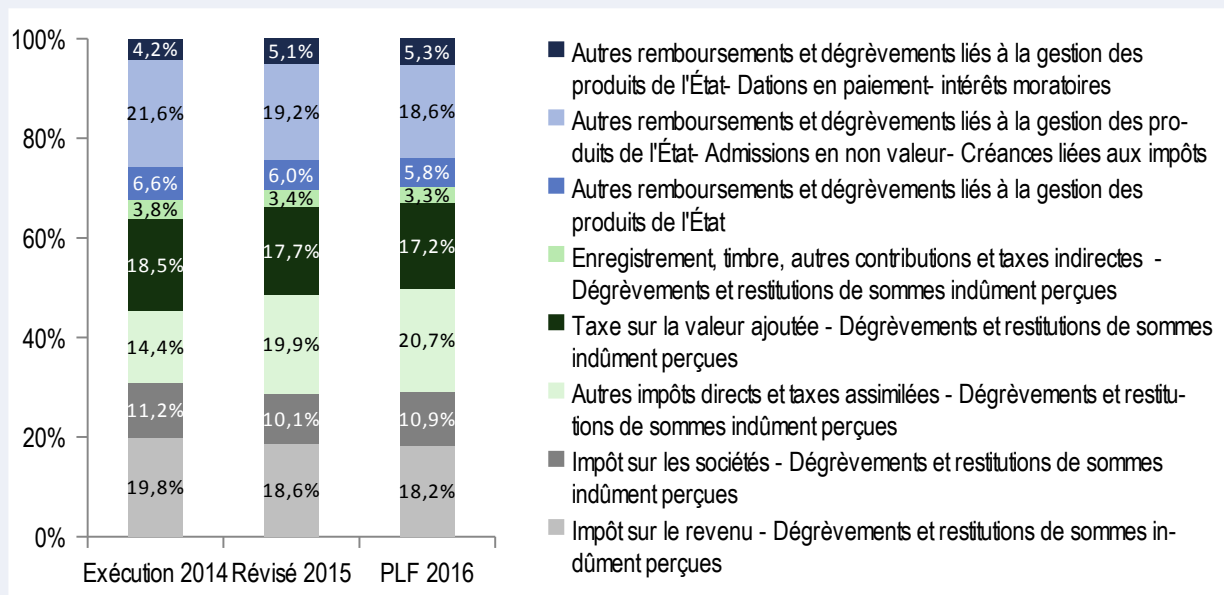 100%
80%
60%
40%
20%
0%
4,2%
21,6%
6,6%
3,8%
18,5%
14,4%
11,2%
19,8%
5,1%
19,2%
6,0%
3,4%
17,7%
19,9%
10,1%
18,6%
5,3%
18,6%
5,8%
3,3%
17,2%
20,7%
10,9%
18,2%
Exécution 2014
Révisé 2015
PLF 2016
Autres remboursements et dégrèvements liés à la gestion des
produits de l'État- Dations en paiement- intérêts moratoires
Autres remboursements et dégrèvements liés à la gestion des pro-
duits de l'État- Admissions en non valeur- Créances liées aux impôts
Autres remboursements et dégrèvements liés à la gestion des
produits de l'État
Enregistrement, timbre, autres contributions et taxes indirectes -
Dégrèvements et restitutions de sommes indûment perçues
Taxe sur la valeur ajoutée - Dégrèvements et restitutions de sommes
indûment perçues
Autres impôts directs et taxes assimilées - Dégrèvements et restitu-
tions de sommes indûment perçues
Impôt sur les sociétés - Dégrèvements et restitutions de sommes
indûment perçues
Impôt sur le revenu - Dégrèvements et restitutions de sommes in-
dûment perçues